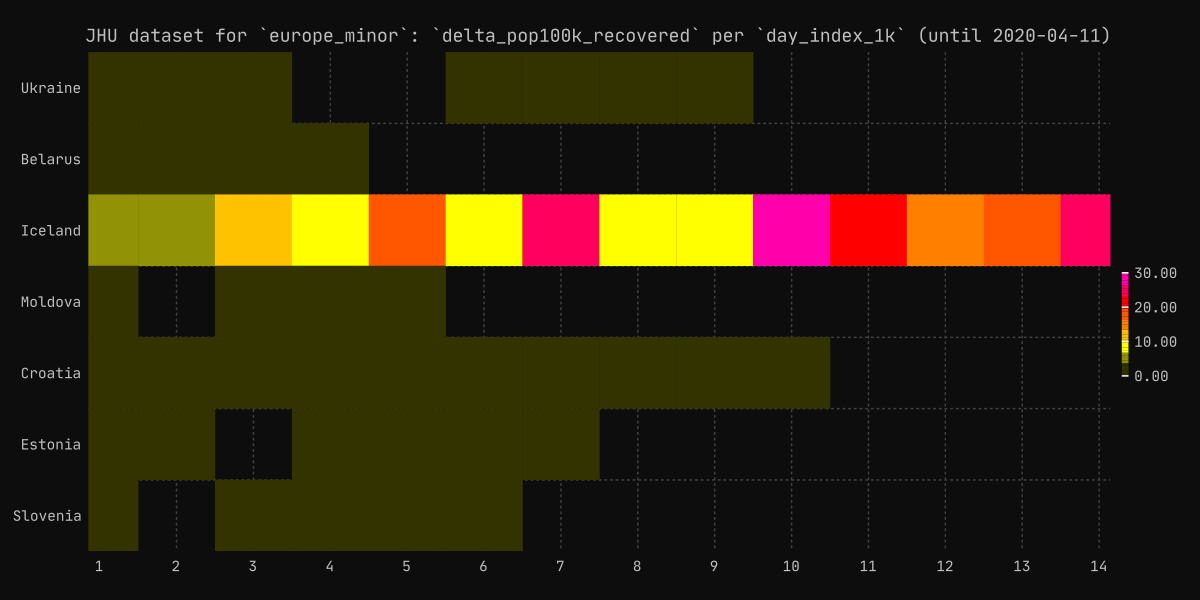 JHU dataset for `europe_minor`: `delta_pop100k_recovered` per `day_index_1k` (until 2020-04-11)
Ukraine
Belarus
Iceland
Moldova
Croatia
Estonia
Slovenia
30.00
20.00
10.00
0.00
1 2 3 4 5 6 7 8 9 10 11 12 13 14